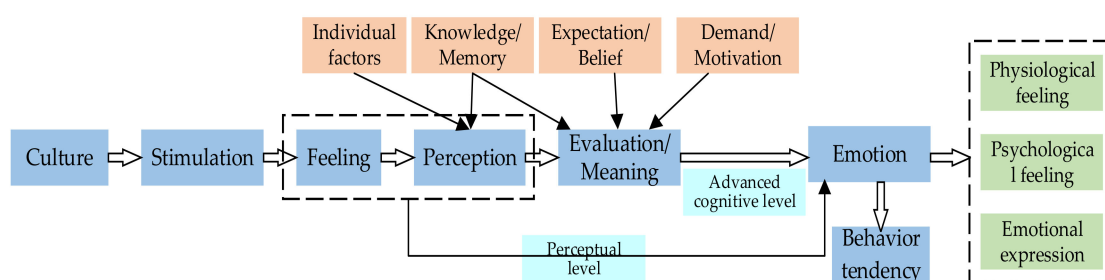 Individual
factors
Knowledge/
Memory
Expectation/
Belief
Demand/
Motivation
Culture
Stimulation
Feeling
Perception
Evaluation/
Meaning
Emotion
Physiological
feeling
Psychologica
l feeling
Emotional
expression
Advanced
cognitive level
Perceptual
level
Behavior
tendency